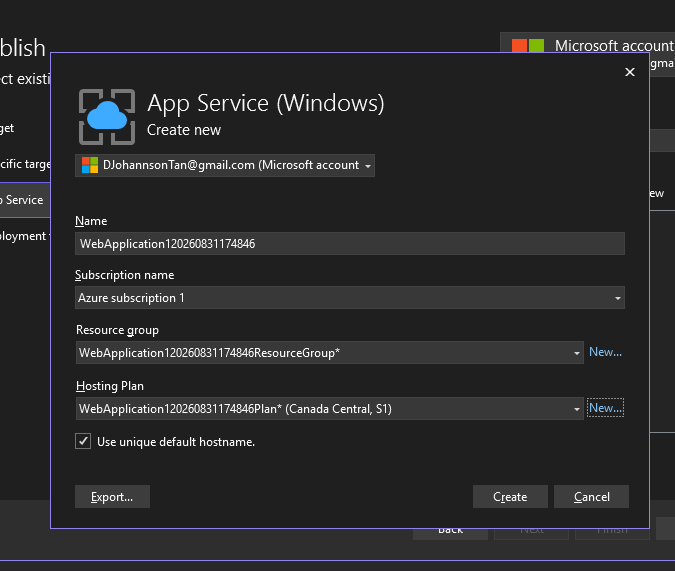 blish
Microsoft account
ect existi
gma
App Service (Windows)
Create new
get
DJohannsonTan@gmail.com (Microsoft account
cific targe
p Service
ew
Name
ployment
WebApplication120260831174846
Subscription name
Azure subscription 1
Resource group
WebApplication120260831174846ResourceGroup*
New...
Hosting Plan
WebApplication120260831174846Plan* (Canada Central, S1)
New...
Use unique default hostname.
Export...
Create
Cancel
Back
Next
Finish